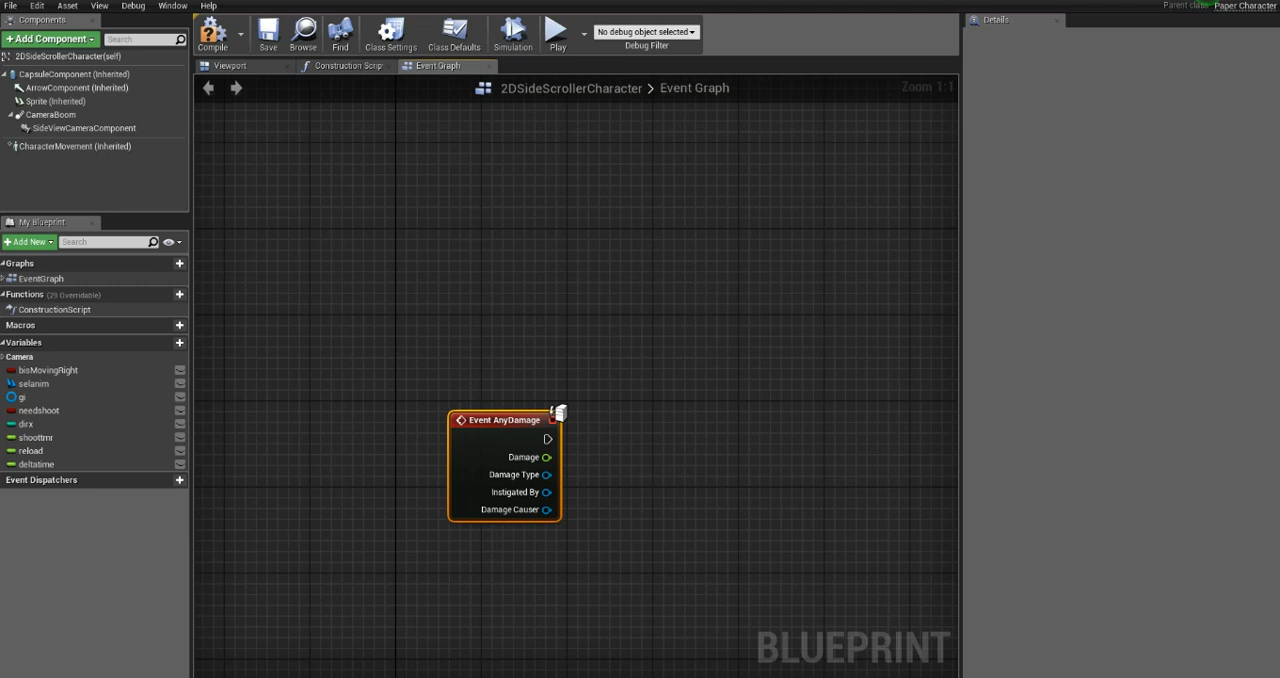 File Edit Asset View Debug Window Help
Parent class: Paper Character
Components
Details
+Add Component
Search
Compile
Save
Browse
Find
Class Settings
Class Defaults
Simulation
Play
No debug object selected
Debug Filter
2DSideScrollerCharacter(self)
CapsuleComponent (Inherited)
ArrowComponent (Inherited)
Sprite (Inherited)
CameraBoom
SideViewCameraComponent
CharacterMovement (Inherited)
Viewport
Construction Scrip
Event Graph
2DSideScrollerCharacter > Event Graph
Zoom 1:1
My Blueprint
+Add New
Search
Graphs
EventGraph
Functions (29 Overridable)
ConstructionScript
Macros
Variables
Camera
bisMovingRight
selanim
gi
needshoot
dirx
shoottmr
reload
deltatime
Event Dispatchers
Event AnyDamage
Damage
Damage Type
Instigated By
Damage Causer
BLUEPRINT